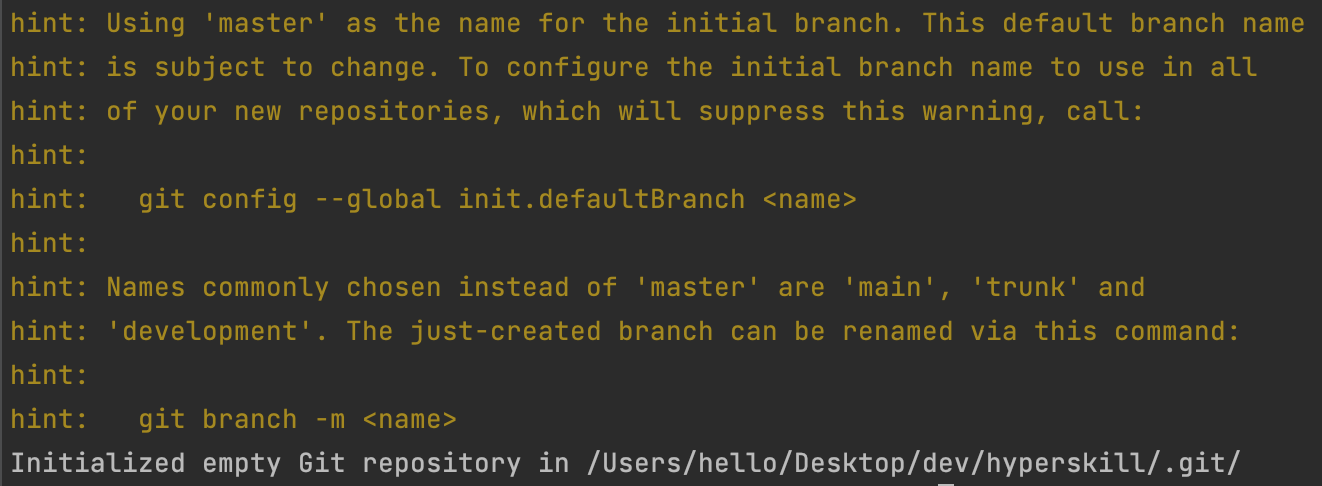 hint: Using 'master' as the name for the initial branch. This default branch name
hint: is subject to change. To configure the initial branch name to use in all
hint: of your new repositories, which will suppress this warning, call:
hint:
hint:   git config --global init.defaultBranch <name>
hint:
hint: Names commonly chosen instead of 'master' are 'main', 'trunk' and
hint: 'development'. The just-created branch can be renamed via this command:
hint:
hint:   git branch -m <name>
Initialized empty Git repository in /Users/hello/Desktop/dev/hyperskill/.git/